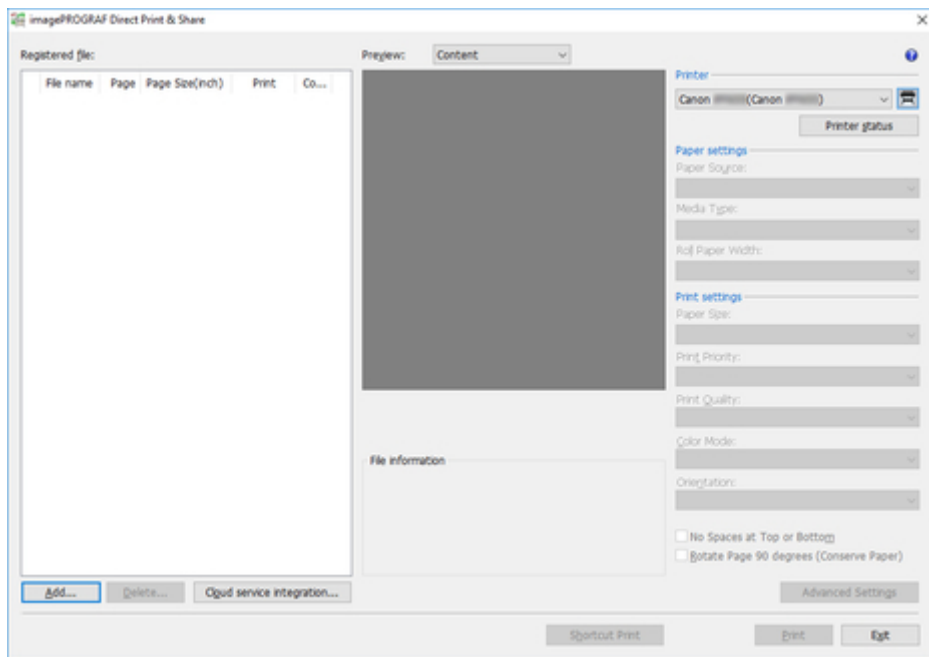 imagePROGRAF Direct Print & Share
Registered file:
File name Page Page Size(inch) Print Co...
Preview: Content
Printer
Canon (Canon )
Printer status
Paper settings
Paper Source:
Media Type:
Roll Paper Width:
Print settings
Paper Size:
Print Priority:
Print Quality:
Color Mode:
Orientation:
No Spaces at Top or Bottom
Rotate Page 90 degrees (Conserve Paper)
File information
Add... Delete... Cloud service integration...
Advanced Settings
Shortcut Print Print Exit